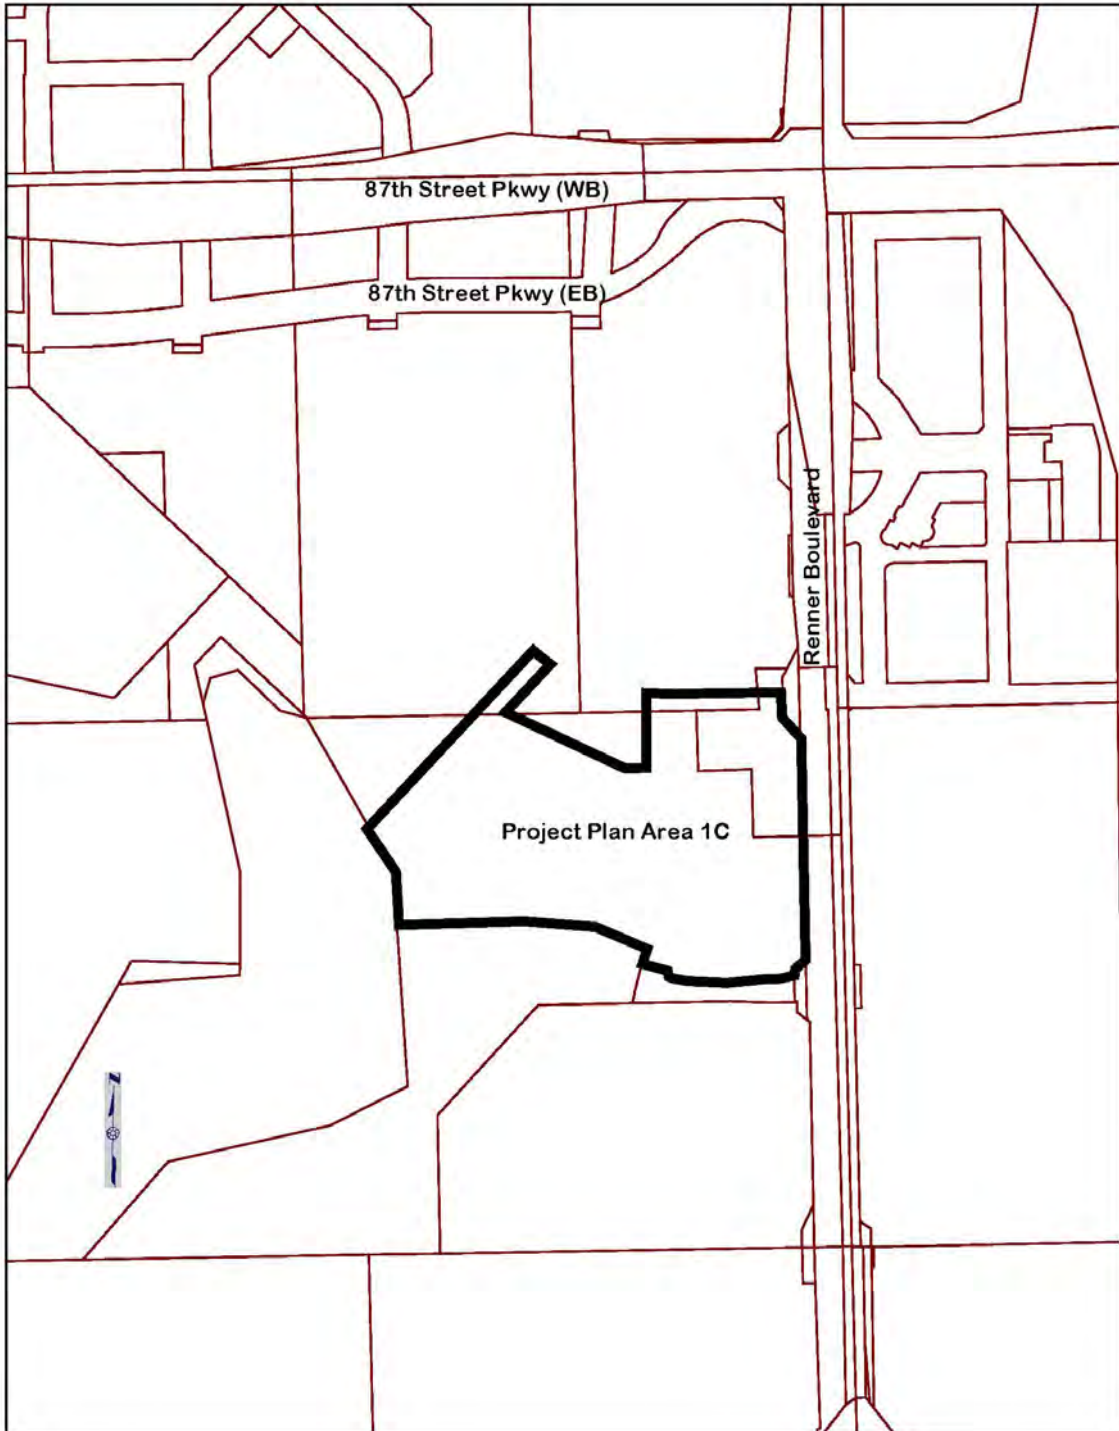 87th Street Pkwy (WB)
87th Street Pkwy (EB)
Renner Boulevard
Project Plan Area 1C